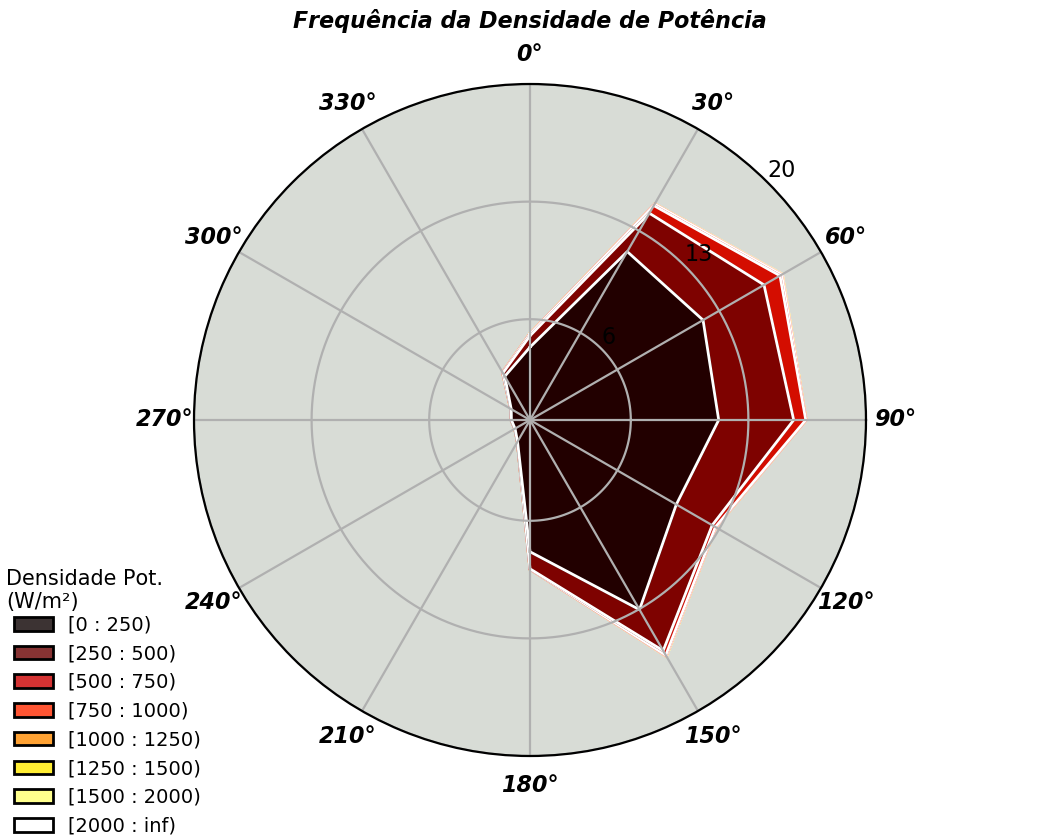 Frequência da Densidade de Potência
0°
330°
30°
20
300°
60°
13
6
270°
90°
240°
120°
210°
150°
180°
Densidade Pot.
(W/m²)
[0 : 250)
[250 : 500)
[500 : 750)
[750 : 1000)
[1000 : 1250)
[1250 : 1500)
[1500 : 2000)
[2000 : inf)